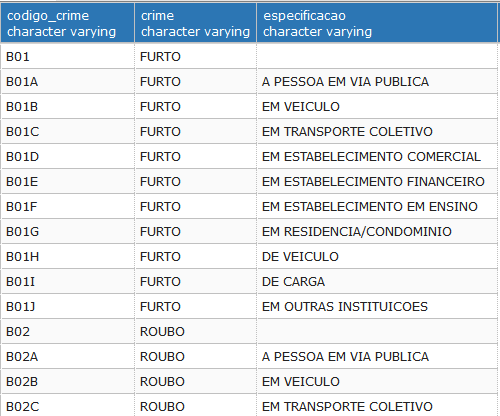 codigo_crime crime especificacao
character varying character varying character varying
B01 FURTO
B01A FURTO A PESSOA EM VIA PUBLICA
B01B FURTO EM VEICULO
B01C FURTO EM TRANSPORTE COLETIVO
B01D FURTO EM ESTABELECIMENTO COMERCIAL
B01E FURTO EM ESTABELECIMENTO FINANCEIRO
B01F FURTO EM ESTABELECIMENTO EM ENSINO
B01G FURTO EM RESIDENCIA/CONDOMINIO
B01H FURTO DE VEICULO
B01I FURTO DE CARGA
B01J FURTO EM OUTRAS INSTITUICOES
B02 ROUBO
B02A ROUBO A PESSOA EM VIA PUBLICA
B02B ROUBO EM VEICULO
B02C ROUBO EM TRANSPORTE COLETIVO